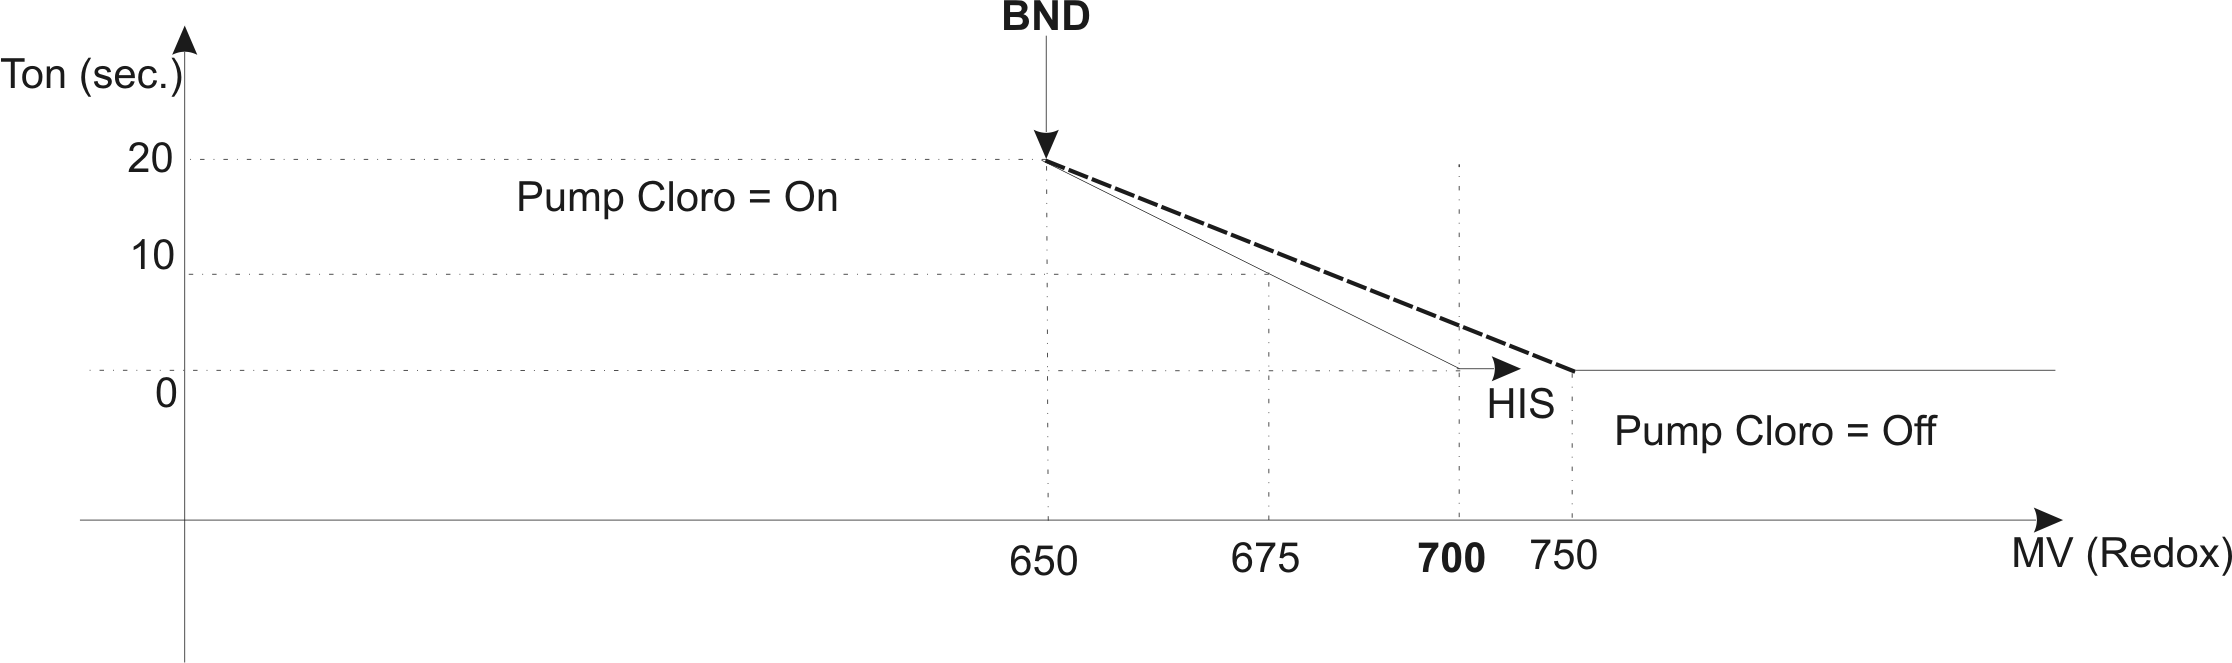 BND
Ton (sec.)
20
Pump Cloro = On
10
0
HIS
Pump Cloro = Off
650
675
700
750
MV (Redox)